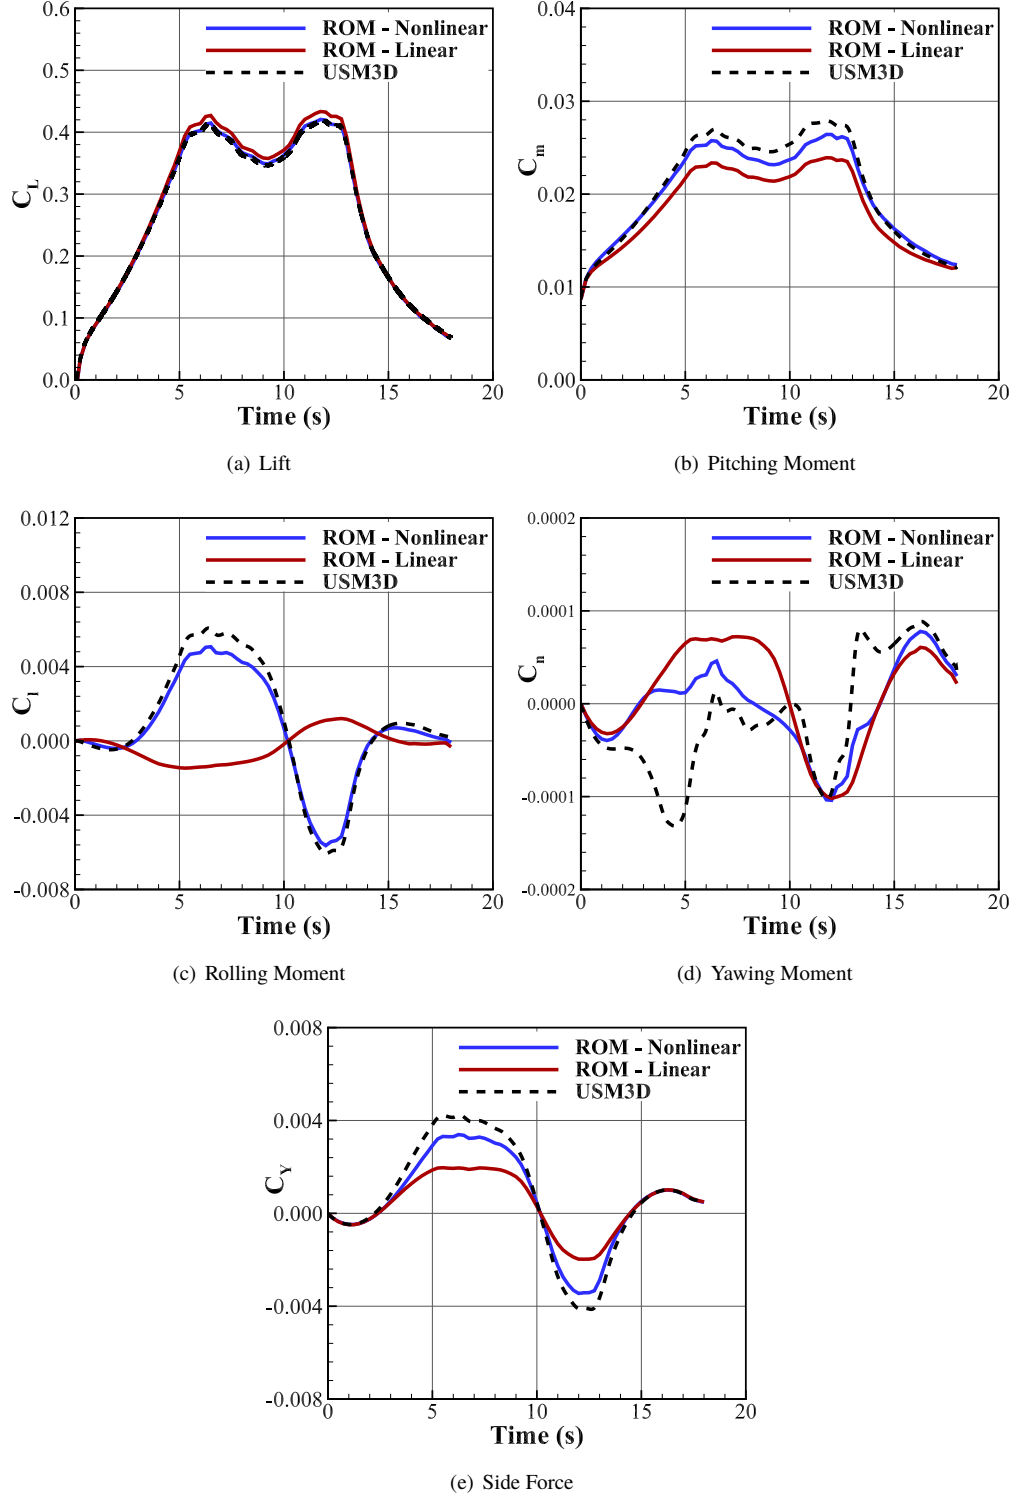 0.6
0.5
0.4
0.3
0.2
0.1
0.0
C_L
ROM - Nonlinear
ROM - Linear
USM3D
0 5 10 15 20
Time (s)
(a) Lift
0.04
0.03
0.02
0.01
0.00
C_m
ROM - Nonlinear
ROM - Linear
USM3D
0 5 10 15 20
Time (s)
(b) Pitching Moment
0.012
0.008
0.004
0.000
-0.004
-0.008
C_l
ROM - Nonlinear
ROM - Linear
USM3D
0 5 10 15 20
Time (s)
(c) Rolling Moment
0.0002
0.0001
0.0000
-0.0001
-0.0002
C_n
ROM - Nonlinear
ROM - Linear
USM3D
0 5 10 15 20
Time (s)
(d) Yawing Moment
0.008
0.004
0.000
-0.004
-0.008
C_Y
ROM - Nonlinear
ROM - Linear
USM3D
0 5 10 15 20
Time (s)
(e) Side Force